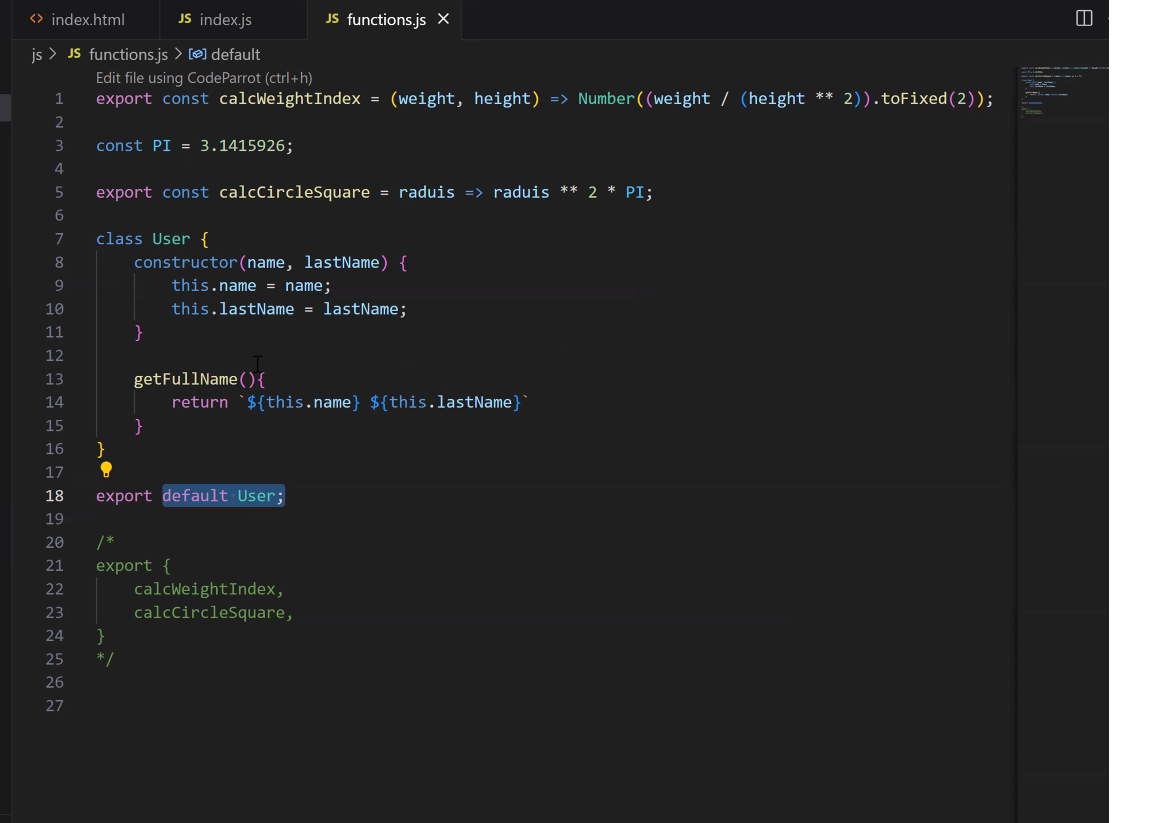 index.html JS index.js JS functions.js
js > JS functions.js > default
Edit file using CodeParrot (ctrl+h)
1 export const calcWeightIndex = (weight, height) => Number((weight / (height ** 2)).toFixed(2));
2
3 const PI = 3.1415926;
4
5 export const calcCircleSquare = raduis => raduis ** 2 * PI;
6
7 class User {
8 constructor(name, lastName) {
9 this.name = name;
10 this.lastName = lastName;
11 }
12
13 getFullName(){
14 return `${this.name} ${this.lastName}`
15 }
16 }
17
18 export default User;
19
20 /*
21 export {
22 calcWeightIndex,
23 calcCircleSquare,
24 }
25 */
26
27